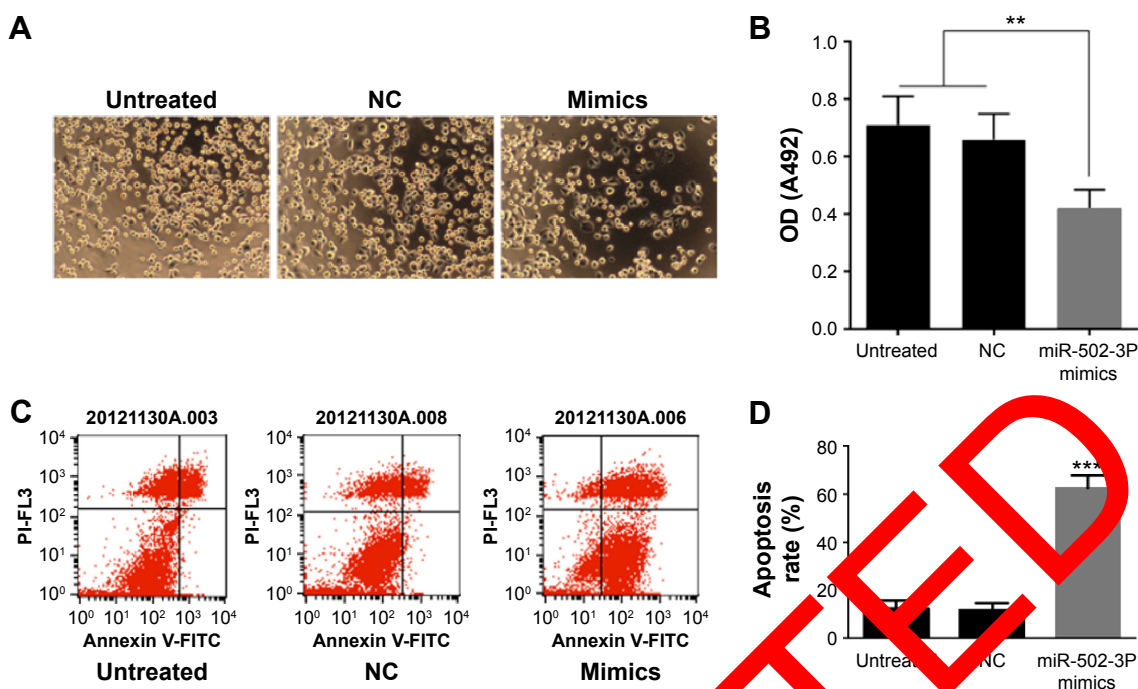 A
Untreated
NC
Mimics
B
**
OD (A492)
1.0
0.8
0.6
0.4
0.2
0.0
Untreated
NC
miR-502-3P
mimics
C
20121130A.003
20121130A.008
20121130A.006
PI-FL3
10⁴
10³
10²
10¹
10⁰
10⁰ 10¹ 10² 10³ 10⁴
Annexin V-FITC
Untreated
PI-FL3
10⁴
10³
10²
10¹
10⁰
10⁰ 10¹ 10² 10³ 10⁴
Annexin V-FITC
NC
PI-FL3
10⁴
10³
10²
10¹
10⁰
10⁰ 10¹ 10² 10³ 10⁴
Annexin V-FITC
Mimics
D
***
Apoptosis
rate (%)
80
60
40
20
0
Untreated
NC
miR-502-3P
mimics
TED